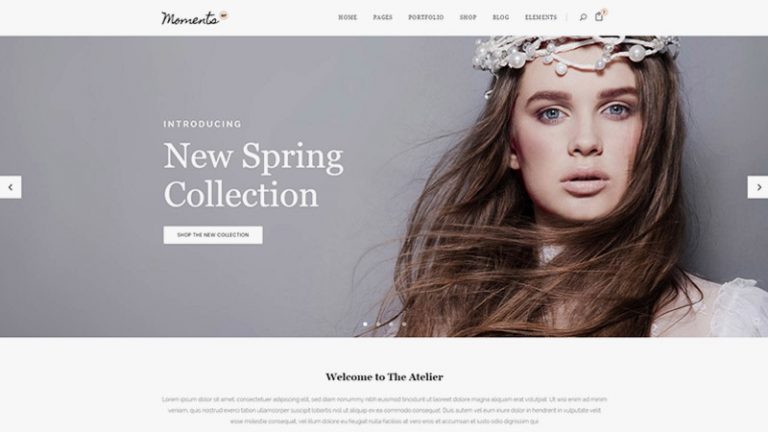 Moments
HOME PAGES PORTFOLIO SHOP BLOG ELEMENTS
INTRODUCING
New Spring
Collection
SHOP THE NEW COLLECTION
Welcome to The Atelier
Lorem ipsum dolor sit amet, consectetuer adipiscing elit, sed diam nonummy nibh euismod tincidunt ut laoreet dolore magna aliquam erat volutpat. Ut wisi enim ad minim
veniam, quis nostrud exerci tation ullamcorper suscipit lobortis nisl ut aliquip ex ea commodo consequat. Duis autem vel eum iriure dolor in hendrerit in vulputate velit
esse molestie consequat, vel illum dolore eu feugiat nulla facilisis at vero eros et accumsan et iusto odio dignissim qui